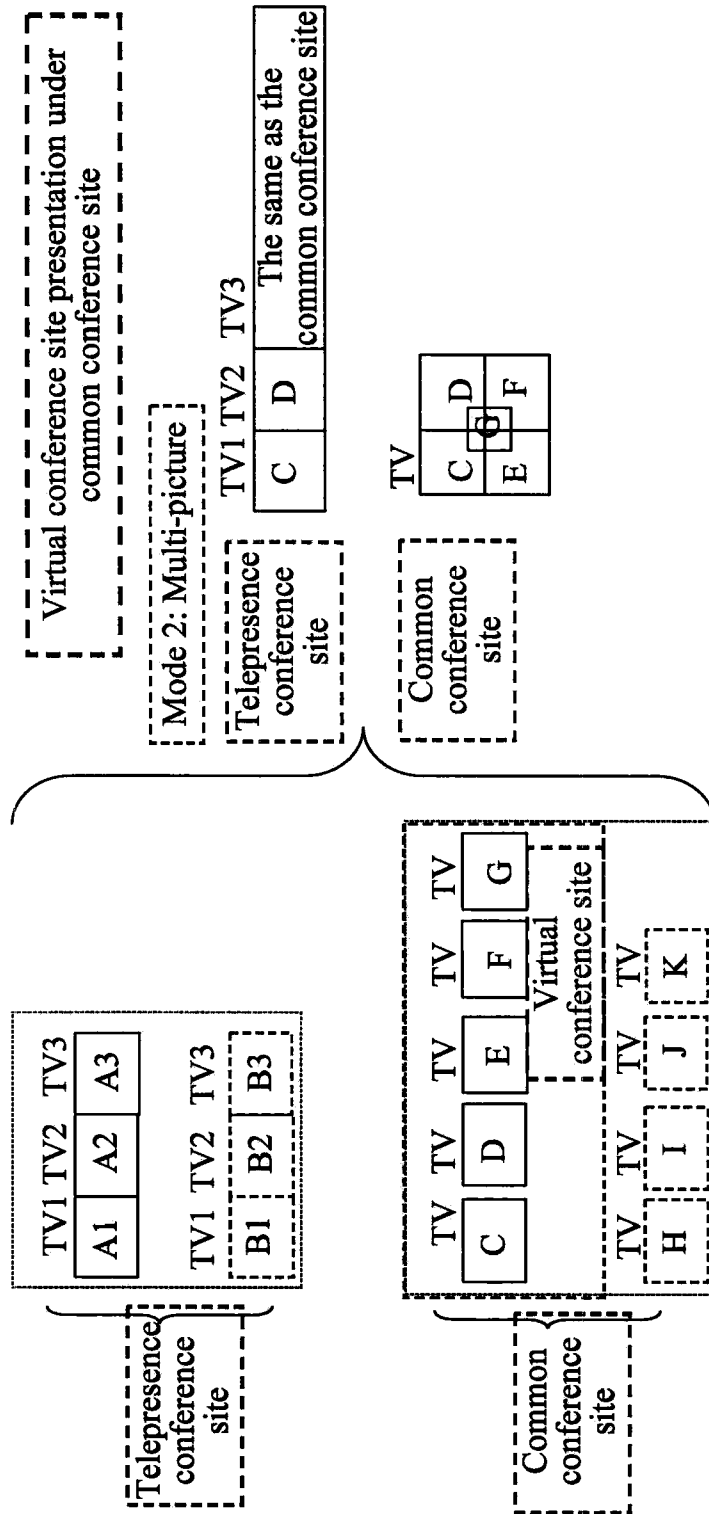 Virtual conference site presentation under
common conference site
Telepresence
conference
site
TV1 TV2 TV3
A1 A2 A3
TV1 TV2 TV3
B1 B2 B3
Common
conference
site
TV TV TV TV TV
C D E F G
Virtual
conference site
TV TV TV TV
H I J K
Mode 2: Multi-picture
Telepresence
conference
site
TV1 TV2 TV3
C D
The same as the
common conference site
Common
conference
site
TV
C D
G
E F